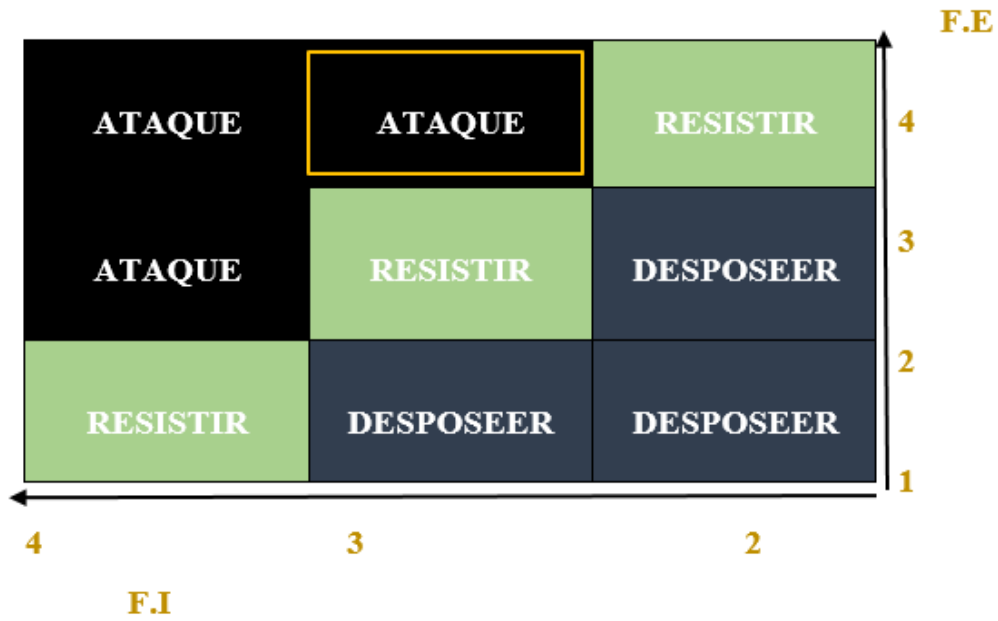 F.E
ATAQUE ATAQUE RESISTIR 4
ATAQUE RESISTIR DESPOSEER 3
2
RESISTIR DESPOSEER DESPOSEER
1
4 3 2
F.I